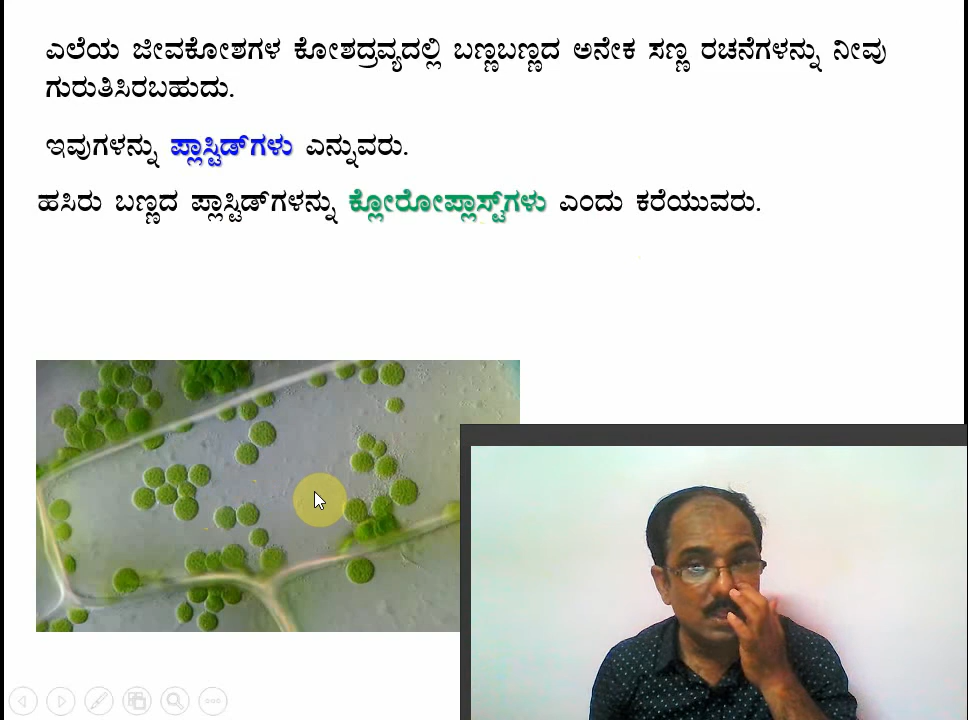 ಎಲೆಯ ಜೀವಕೋಶಗಳ ಕೋಶದ್ರವ್ಯದಲ್ಲಿ ಬಣ್ಣಬಣ್ಣದ ಅನೇಕ ಸಣ್ಣ ರಚನೆಗಳನ್ನು ನೀವು
ಗುರುತಿಸಿರಬಹುದು.
ಇವುಗಳನ್ನು ಪ್ಲಾಸ್ಟಿಡ್‌ಗಳು ಎನ್ನುವರು.
ಹಸಿರು ಬಣ್ಣದ ಪ್ಲಾಸ್ಟಿಡ್‌ಗಳನ್ನು ಕ್ಲೋರೋಪ್ಲಾಸ್ಟ್‌ಗಳು ಎಂದು ಕರೆಯುವರು.